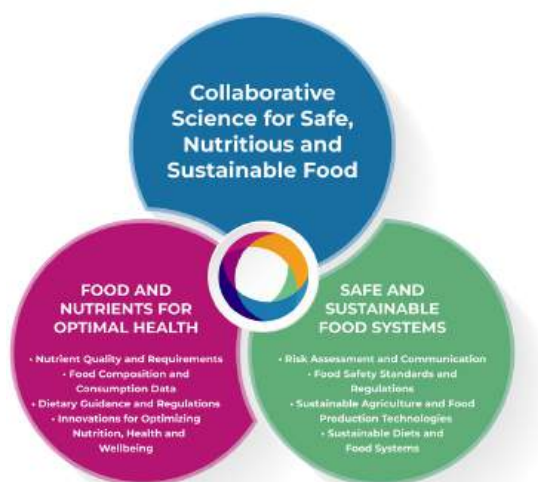 Collaborative
Science for Safe,
Nutritious and
Sustainable Food
FOOD AND
NUTRIENTS FOR
OPTIMAL HEALTH
• Nutrient Quality and Requirements
• Food Composition and
Consumption Data
• Dietary Guidance and Regulations
• Innovations for Optimizing
Nutrition, Health and
Wellbeing
SAFE AND
SUSTAINABLE
FOOD SYSTEMS
• Risk Assessment and Communication
• Food Safety Standards and
Regulations
• Sustainable Agriculture and Food
Production Technologies
• Sustainable Diets and
Food Systems